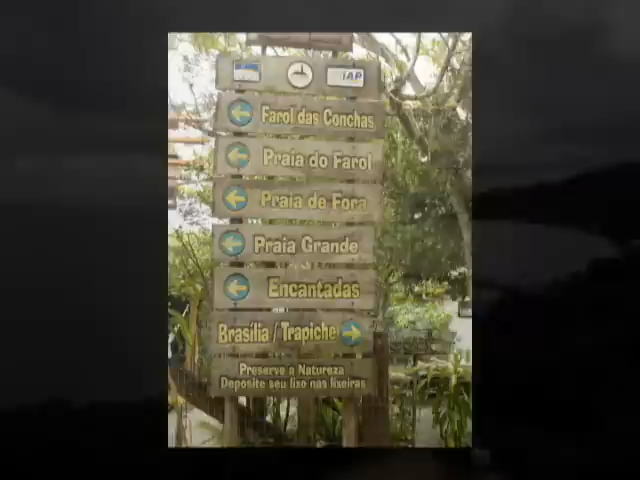 IAP
Farol das Conchas
Praia do Farol
Praia de Fora
Praia Grande
Encantadas
Brasília / Trapiche
Preserve a Natureza
Deposite seu lixo nas lixeiras